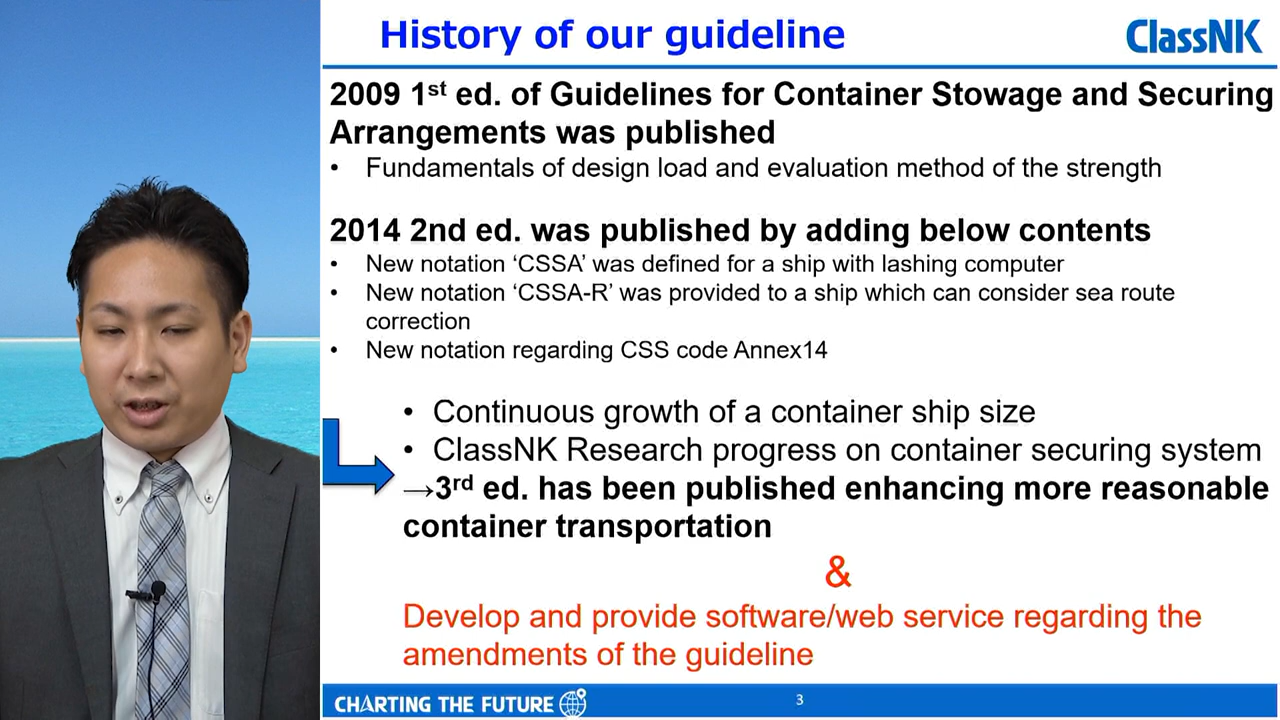 History of our guideline
ClassNK
2009 1st ed. of Guidelines for Container Stowage and Securing
Arrangements was published
• Fundamentals of design load and evaluation method of the strength
2014 2nd ed. was published by adding below contents
• New notation ‘CSSA’ was defined for a ship with lashing computer
• New notation ‘CSSA-R’ was provided to a ship which can consider sea route
correction
• New notation regarding CSS code Annex14
• Continuous growth of a container ship size
• ClassNK Research progress on container securing system
→3rd ed. has been published enhancing more reasonable
container transportation
&
Develop and provide software/web service regarding the
amendments of the guideline
CHARTING THE FUTURE
3